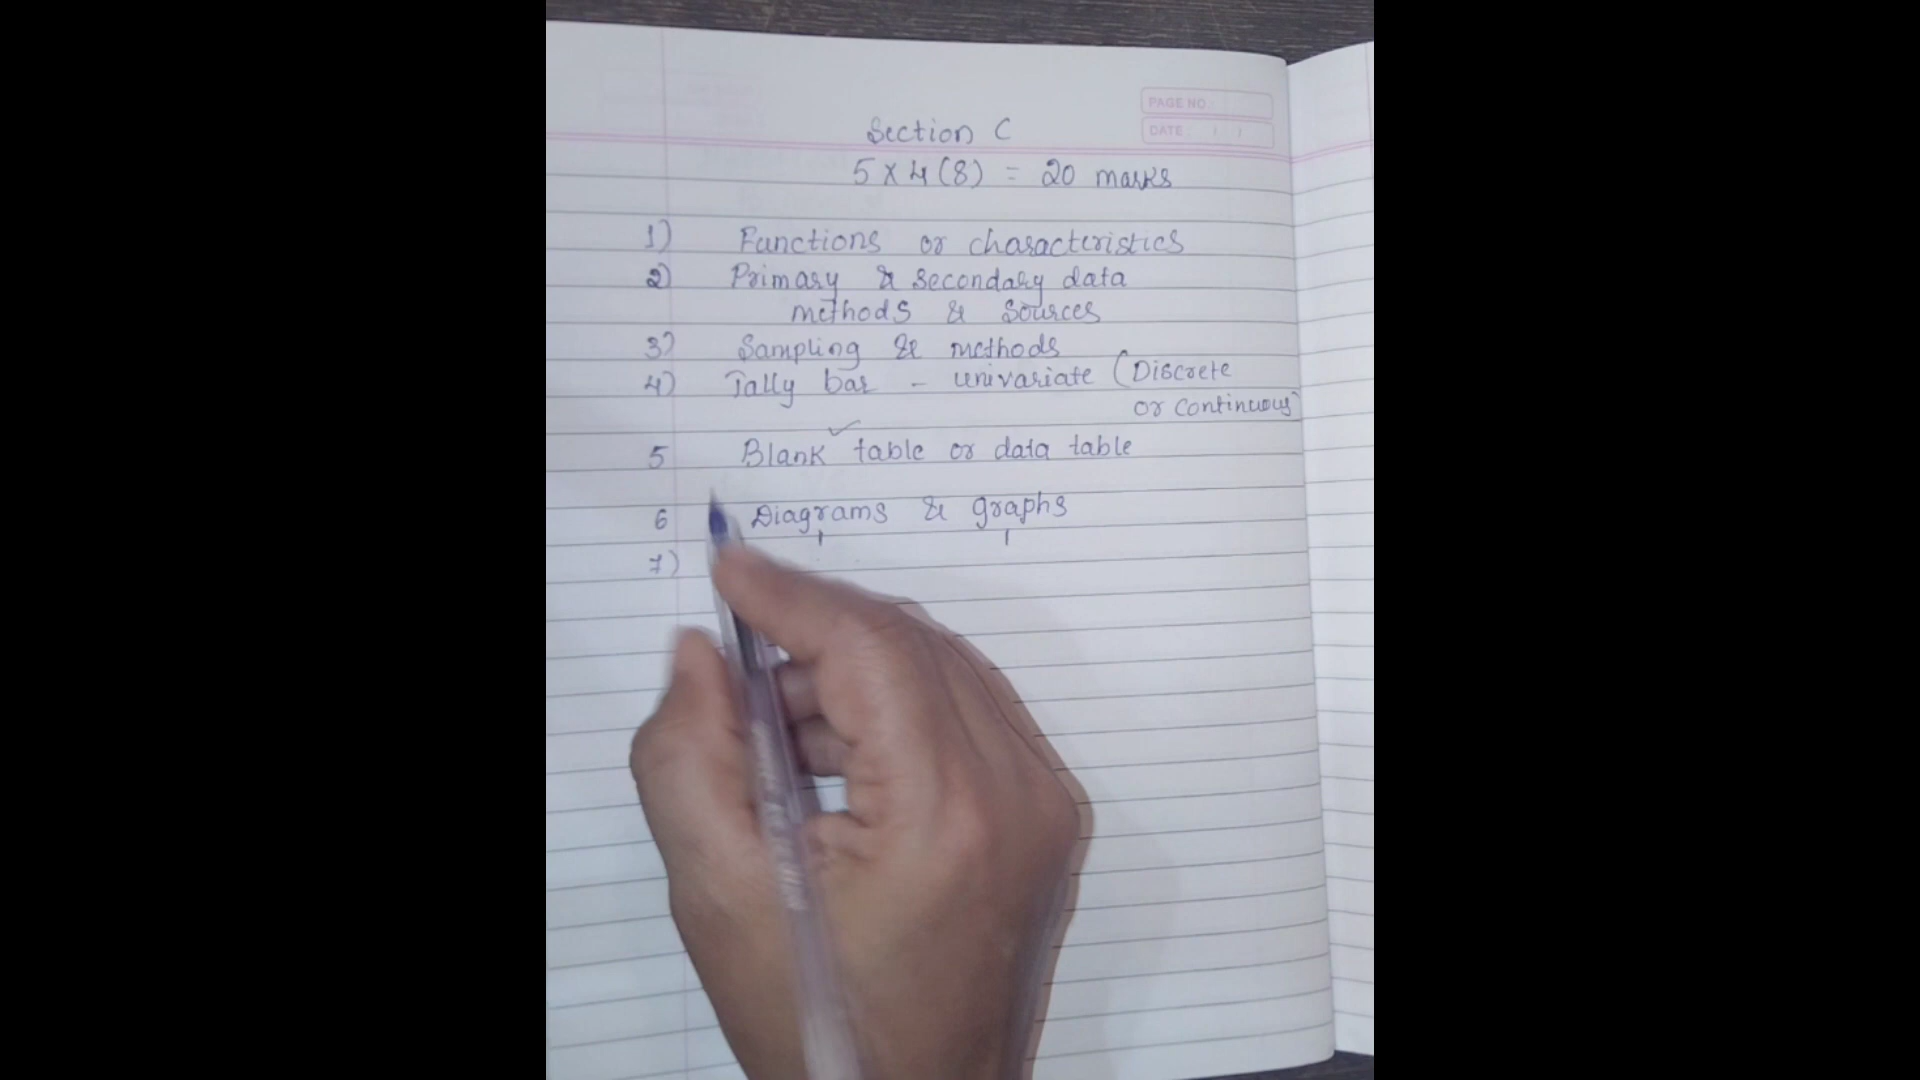 PAGE NO.:
DATE: / /
Section C
5 x 4 (8) = 20 marks
1) Functions or characteristics
2) Primary & Secondary data
methods & Sources
3) Sampling & methods
4) Tally bar - univariate (Discrete
or continuous)
5 Blank table or data table
6 Diagrams & graphs
7)